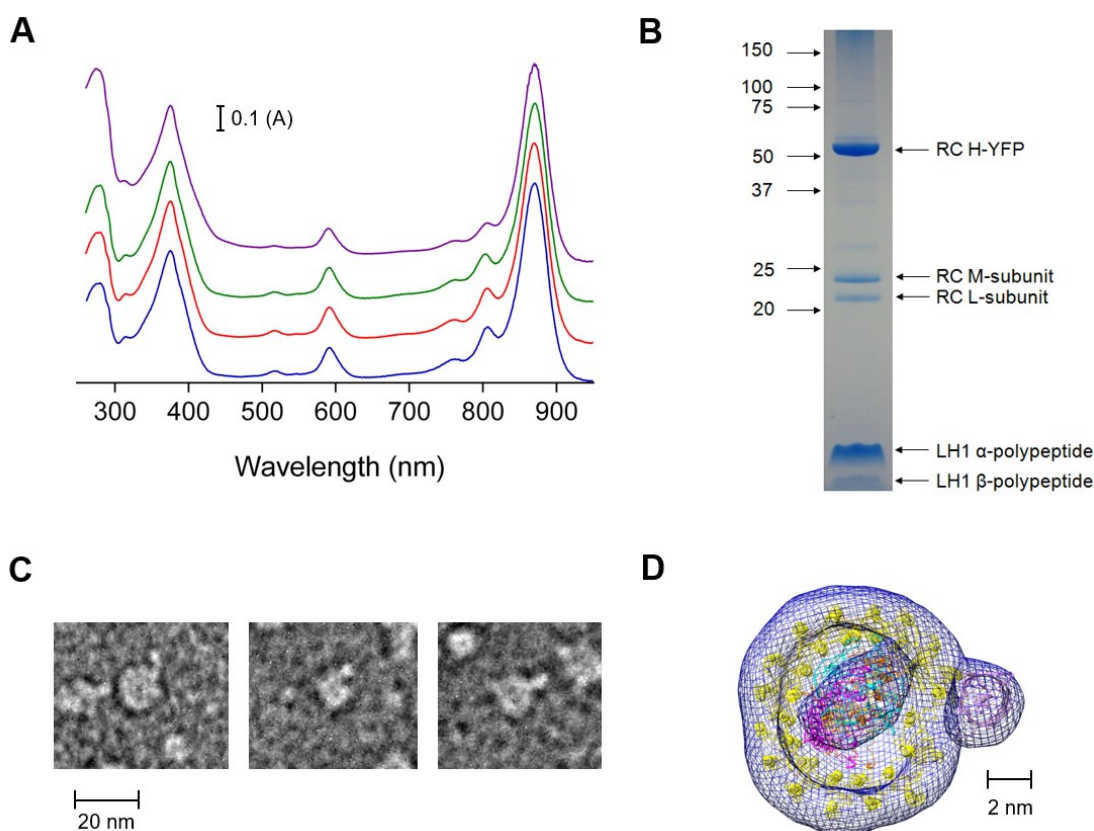 A
0.1 (A)
300 400 500 600 700 800 900
Wavelength (nm)
B
150
100
75
50
37
25
20
RC H-YFP
RC M-subunit
RC L-subunit
LH1 α-polypeptide
LH1 β-polypeptide
C
20 nm
D
2 nm